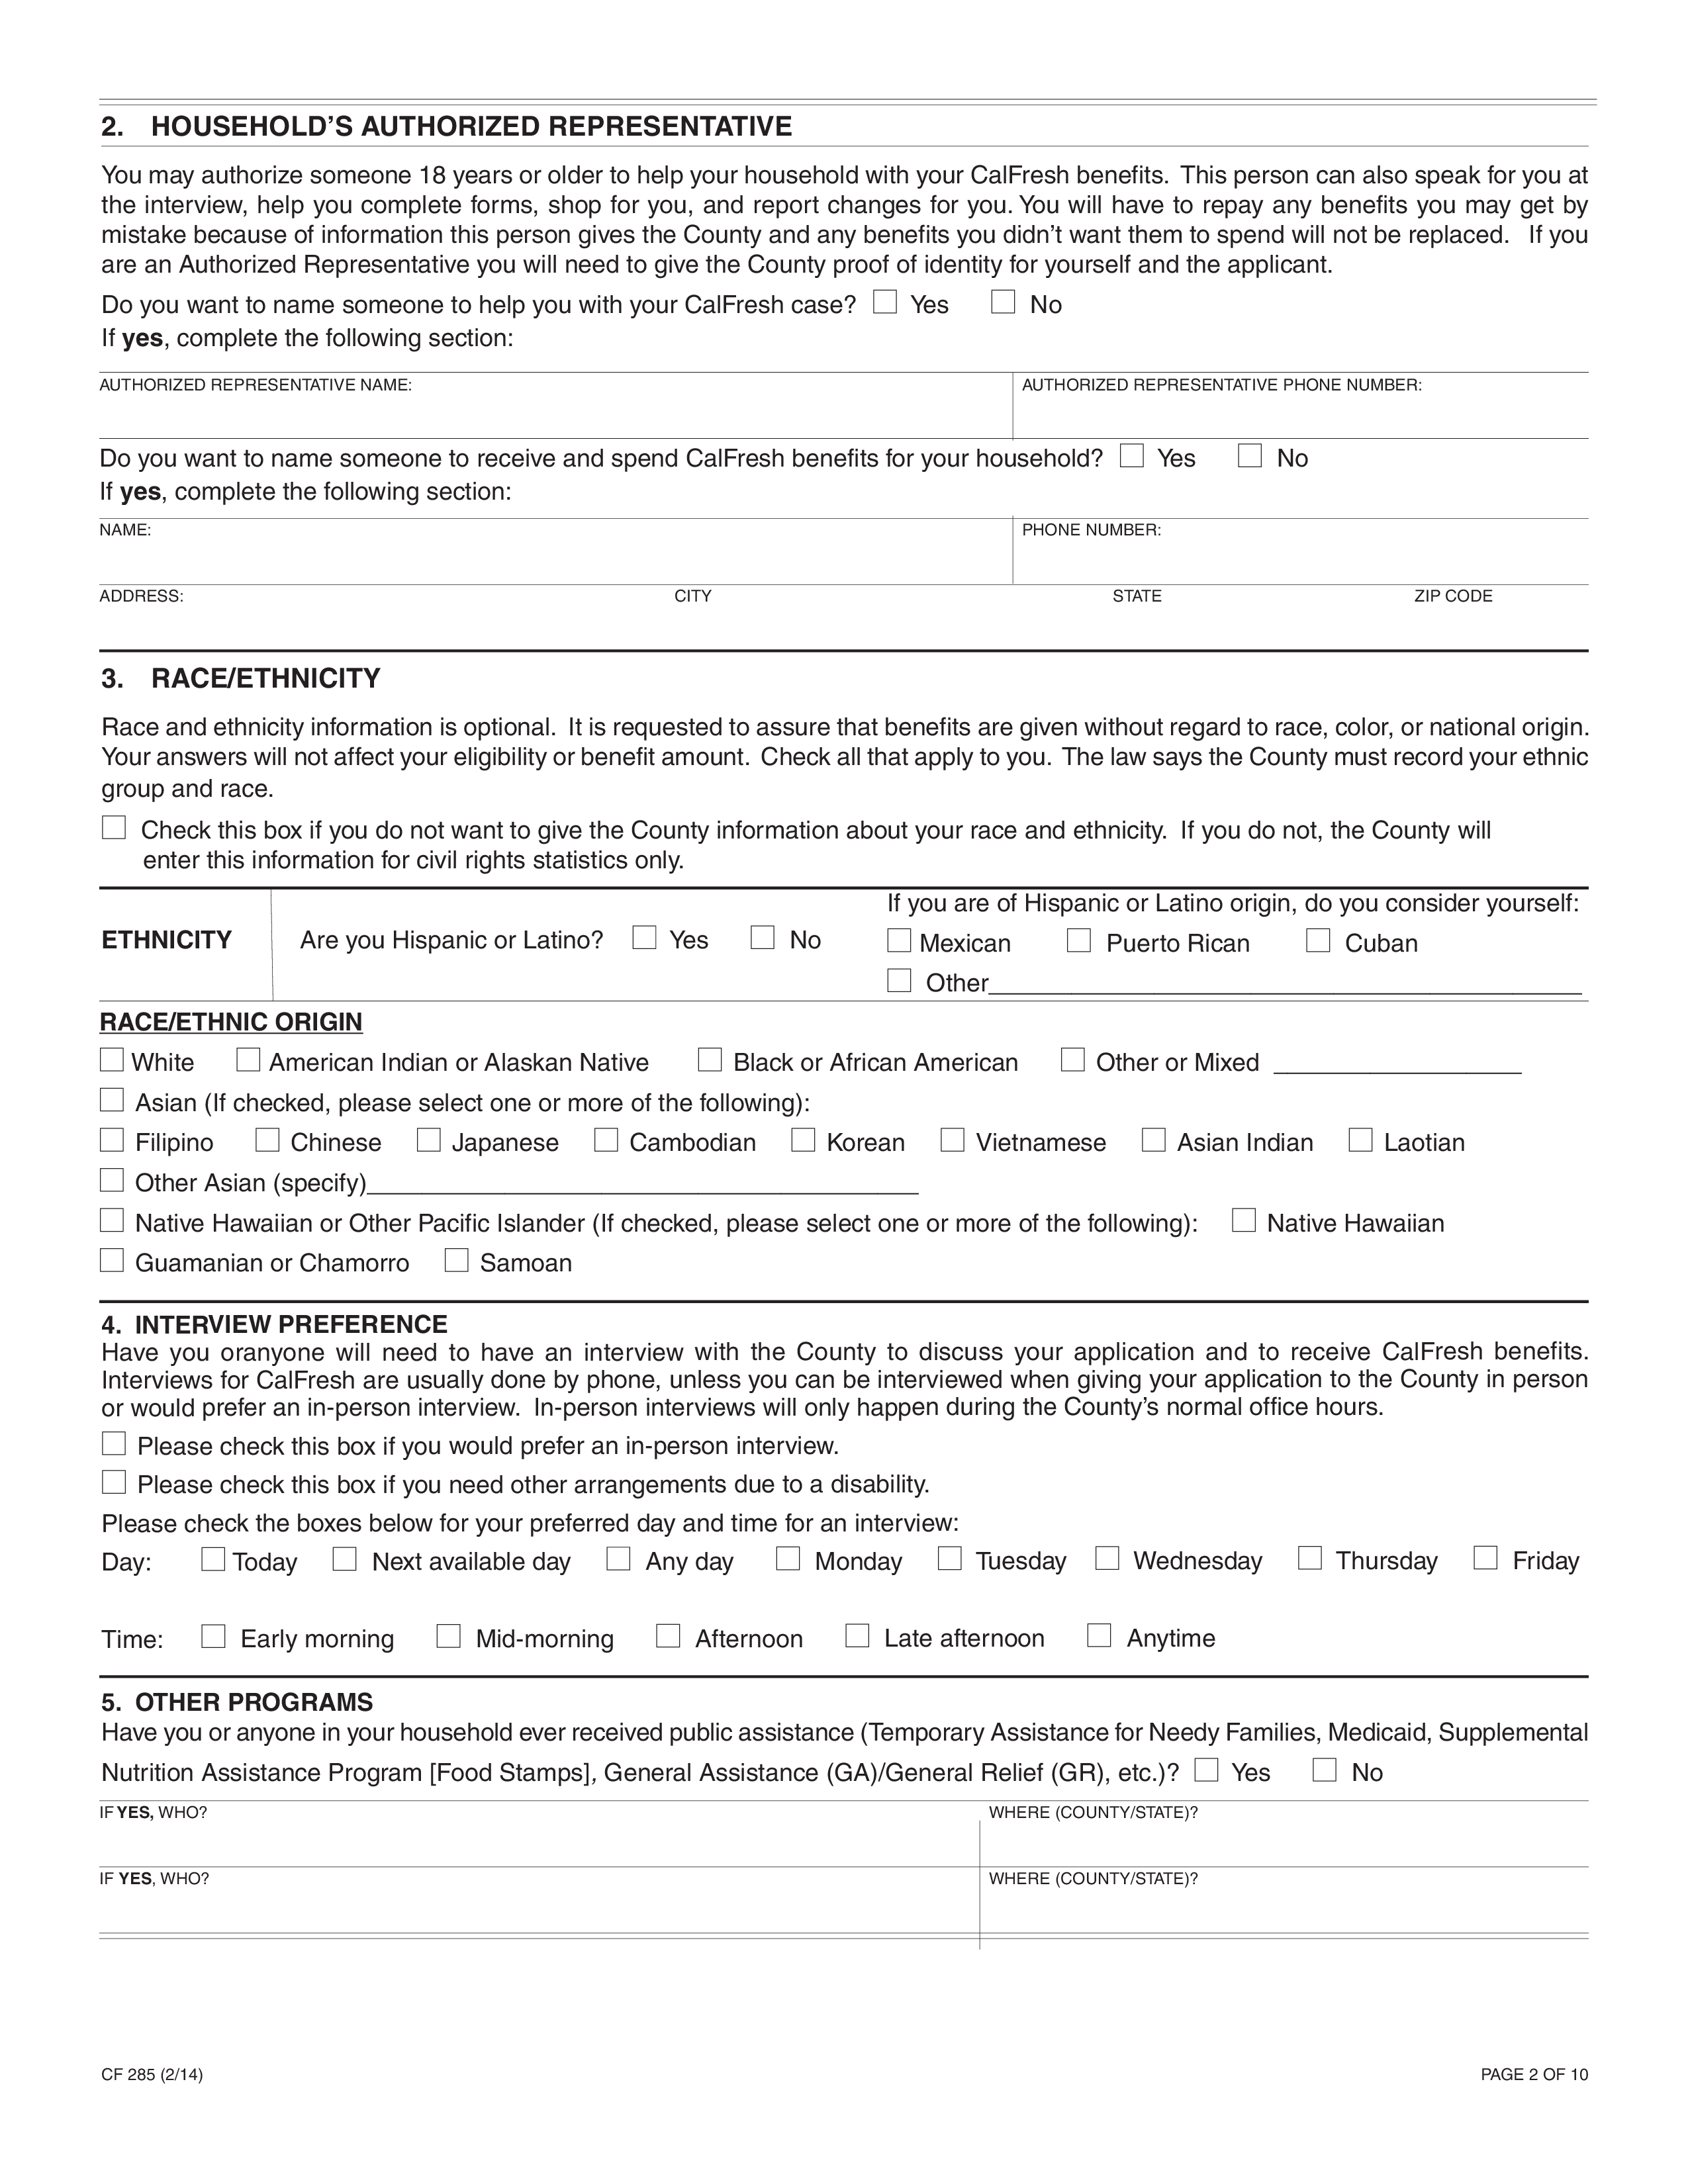 2. HOUSEHOLD’S AUTHORIZED REPRESENTATIVE
You may authorize someone 18 years or older to help your household with your CalFresh benefits. This person can also speak for you at
the interview, help you complete forms, shop for you, and report changes for you. You will have to repay any benefits you may get by
mistake because of information this person gives the County and any benefits you didn’t want them to spend will not be replaced. If you
are an Authorized Representative you will need to give the County proof of identity for yourself and the applicant.
Do you want to name someone to help you with your CalFresh case? ☐ Yes ☐ No
If yes, complete the following section:
AUTHORIZED REPRESENTATIVE NAME: AUTHORIZED REPRESENTATIVE PHONE NUMBER:
Do you want to name someone to receive and spend CalFresh benefits for your household? ☐ Yes ☐ No
If yes, complete the following section:
NAME: PHONE NUMBER:
ADDRESS: CITY STATE ZIP CODE
3. RACE/ETHNICITY
Race and ethnicity information is optional. It is requested to assure that benefits are given without regard to race, color, or national origin.
Your answers will not affect your eligibility or benefit amount. Check all that apply to you. The law says the County must record your ethnic
group and race.
☐ Check this box if you do not want to give the County information about your race and ethnicity. If you do not, the County will
enter this information for civil rights statistics only.
If you are of Hispanic or Latino origin, do you consider yourself:
ETHNICITY Are you Hispanic or Latino? ☐ Yes ☐ No ☐ Mexican ☐ Puerto Rican ☐ Cuban
☐ Other____
RACE/ETHNIC ORIGIN
☐ White ☐ American Indian or Alaskan Native ☐ Black or African American ☐ Other or Mixed ____
☐ Asian (If checked, please select one or more of the following):
☐ Filipino ☐ Chinese ☐ Japanese ☐ Cambodian ☐ Korean ☐ Vietnamese ☐ Asian Indian ☐ Laotian
☐ Other Asian (specify)____
☐ Native Hawaiian or Other Pacific Islander (If checked, please select one or more of the following): ☐ Native Hawaiian
☐ Guamanian or Chamorro ☐ Samoan
4. INTERVIEW PREFERENCE
Have you oranyone will need to have an interview with the County to discuss your application and to receive CalFresh benefits.
Interviews for CalFresh are usually done by phone, unless you can be interviewed when giving your application to the County in person
or would prefer an in-person interview. In-person interviews will only happen during the County’s normal office hours.
☐ Please check this box if you would prefer an in-person interview.
☐ Please check this box if you need other arrangements due to a disability.
Please check the boxes below for your preferred day and time for an interview:
Day: ☐ Today ☐ Next available day ☐ Any day ☐ Monday ☐ Tuesday ☐ Wednesday ☐ Thursday ☐ Friday
Time: ☐ Early morning ☐ Mid-morning ☐ Afternoon ☐ Late afternoon ☐ Anytime
5. OTHER PROGRAMS
Have you or anyone in your household ever received public assistance (Temporary Assistance for Needy Families, Medicaid, Supplemental
Nutrition Assistance Program [Food Stamps], General Assistance (GA)/General Relief (GR), etc.)? ☐ Yes ☐ No
IF YES, WHO? WHERE (COUNTY/STATE)?
IF YES, WHO? WHERE (COUNTY/STATE)?
CF 285 (2/14) PAGE 2 OF 10